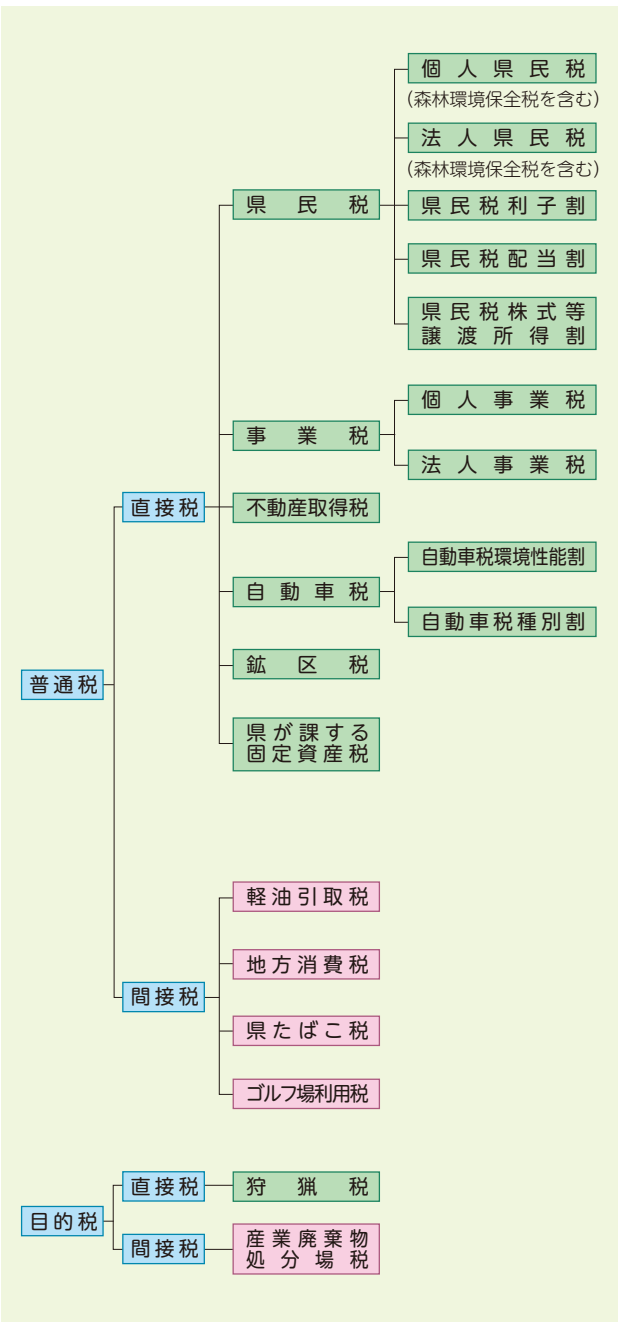 個人県民税
(森林環境保全税を含む)
法人県民税
(森林環境保全税を含む)
県民税
県民税利子割
県民税配当割
県民税株式等
譲渡所得割
個人事業税
事業税
法人事業税
直接税
不動産取得税
自動車税環境性能割
自動車税
自動車税種別割
鉱区税
普通税
県が課する
固定資産税
軽油引取税
地方消費税
間接税
県たばこ税
ゴルフ場利用税
直接税
狩猟税
目的税
間接税
産業廃棄物
処分場税